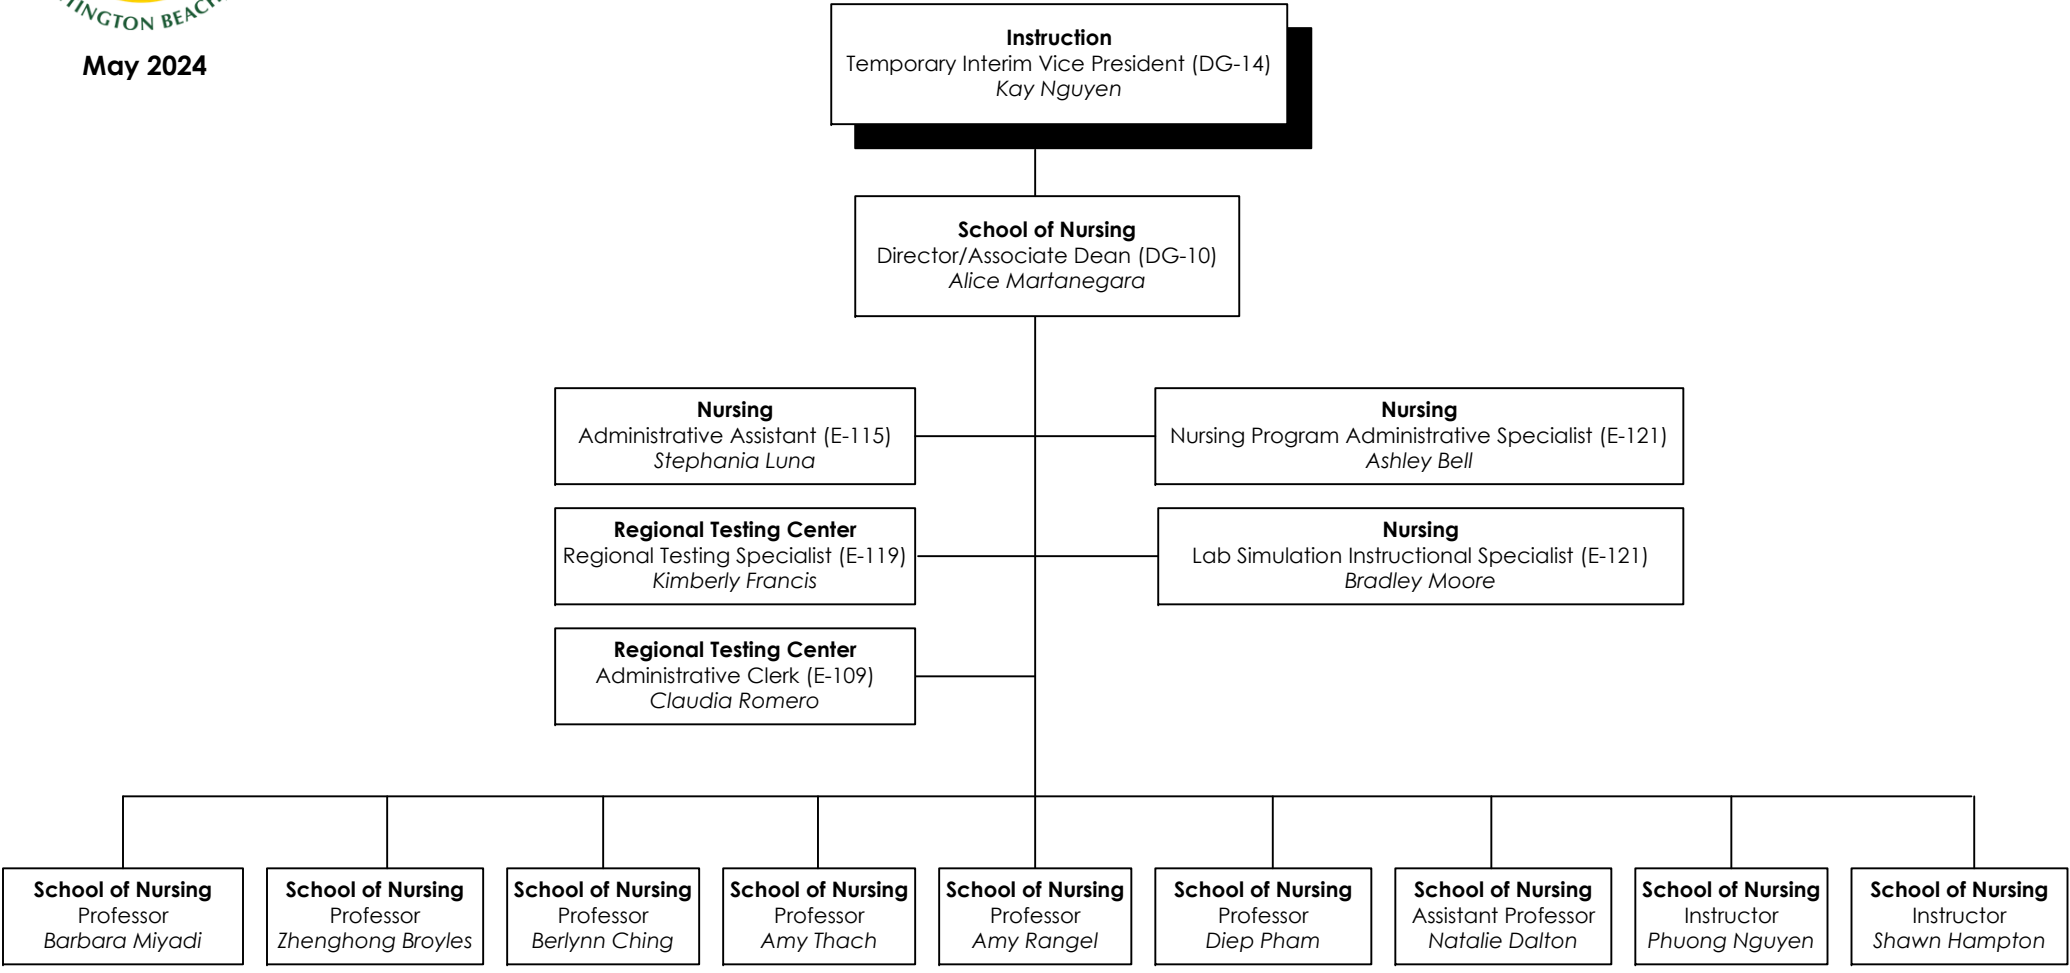 BEACH
May 2024
Instruction
Temporary Interim Vice President (DG-14)
Kay Nguyen
School of Nursing
Director/Associate Dean (DG-10)
Alice Martanegara
Nursing
Administrative Assistant (E-115)
Stephania Luna
Nursing
Nursing Program Administrative Specialist (E-121)
Ashley Bell
Regional Testing Center
Regional Testing Specialist (E-119)
Kimberly Francis
Nursing
Lab Simulation Instructional Specialist (E-121)
Bradley Moore
Regional Testing Center
Administrative Clerk (E-109)
Claudia Romero
School of Nursing
Professor
Barbara Miyadi
School of Nursing
Professor
Zhenghong Broyles
School of Nursing
Professor
Berlynn Ching
School of Nursing
Professor
Amy Thach
School of Nursing
Professor
Amy Rangel
School of Nursing
Professor
Diep Pham
School of Nursing
Assistant Professor
Natalie Dalton
School of Nursing
Instructor
Phuong Nguyen
School of Nursing
Instructor
Shawn Hampton